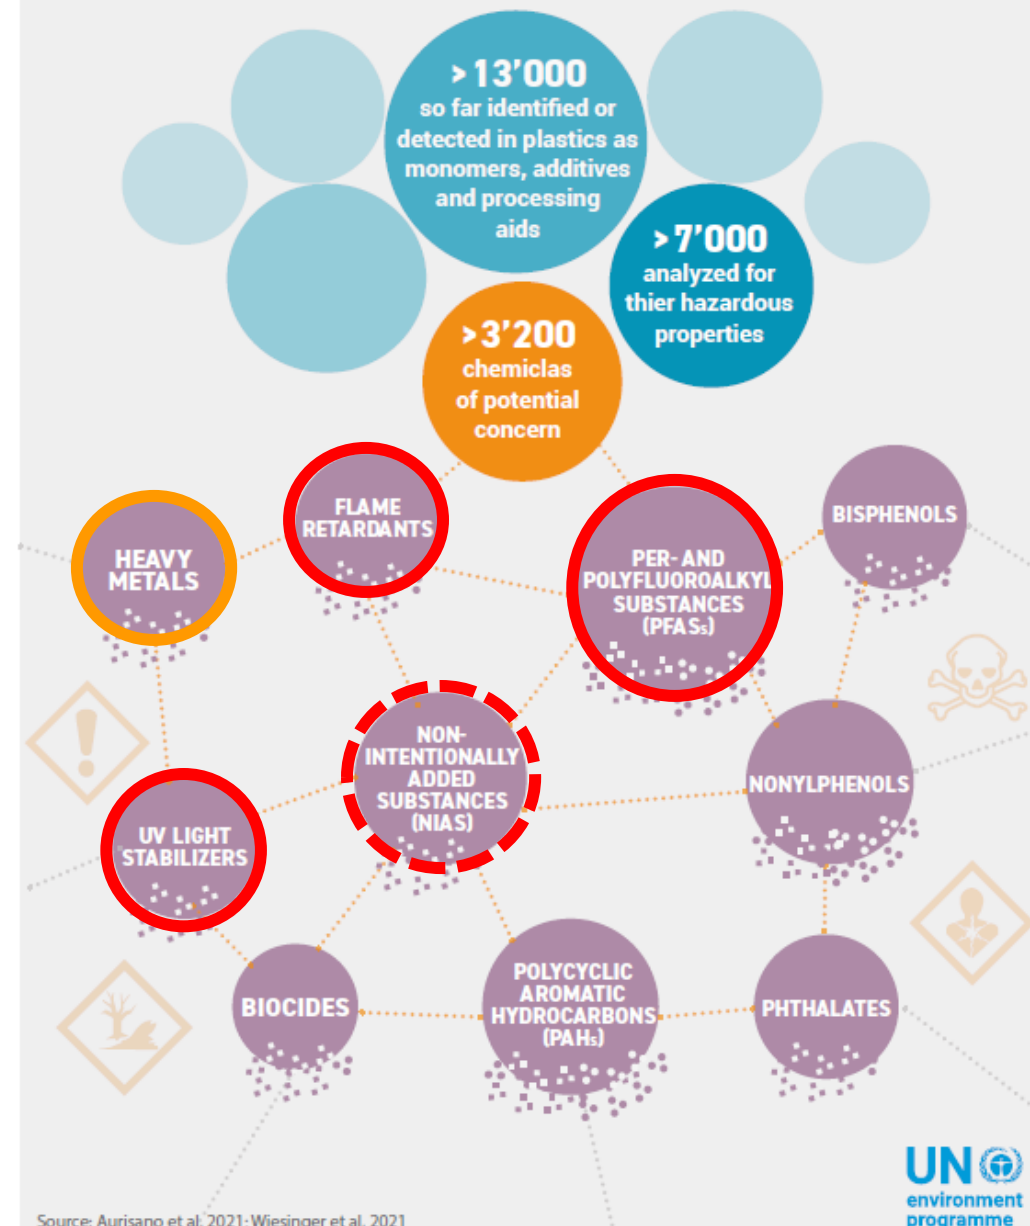 > 13’000
so far identified or
detected in plastics as
monomers, additives
and processing
aids
> 7’000
analyzed for
thier hazardous
properties
>3’200
chemiclas
of potential
concern
FLAME
RETARDANTS
BISPHENOLS
HEAVY
METALS
PER- AND
POLYFLUOROALKYL
SUBSTANCES
(PFASs)
NON-
INTENTIONALLY
ADDED
SUBSTANCES
(NIAS)
NONYLPHENOLS
UV LIGHT
STABILIZERS
BIOCIDES
POLYCYCLIC
AROMATIC
HYDROCARBONS
(PAHs)
PHTHALATES
UN
environment
programme
Source: Aurisano et al. 2021; Wiesinger et al. 2021